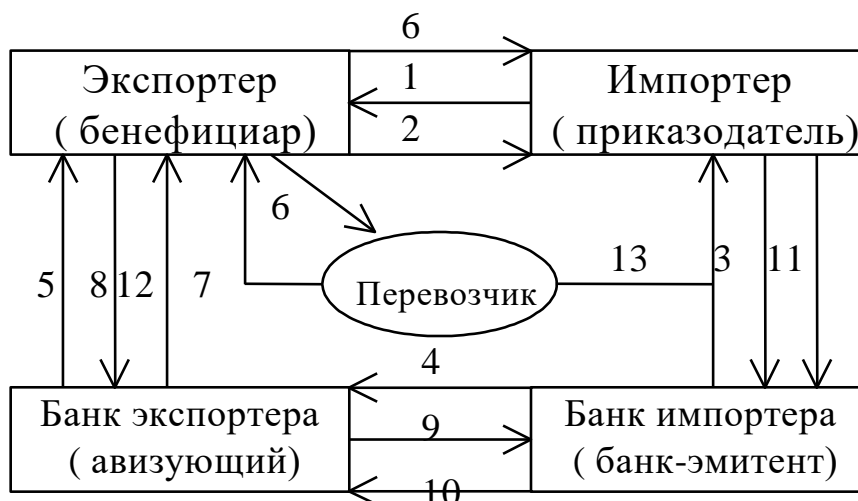 6
Экспортер
( бенефициар)
1
2
Импортер
( приказодатель)
6
5
8
12
7
Перевозчик
13
3
11
4
Банк экспортера
( авизующий)
9
Банк импортера
( банк-эмитент)
10